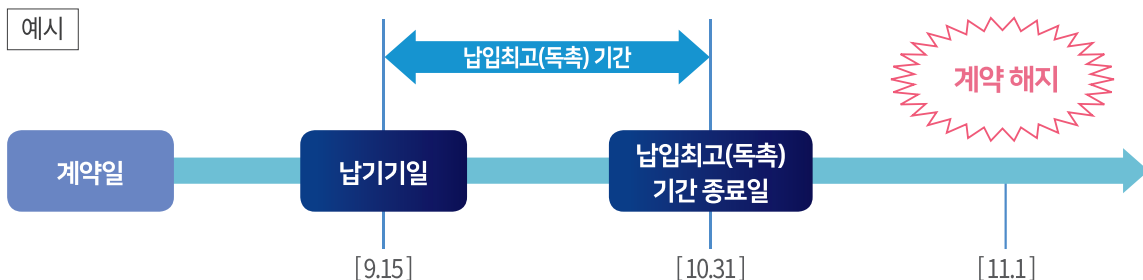 예시
납입최고(독촉) 기간
계약 해지
계약일
납기기일
납입최고(독촉)
기간 종료일
[9.15]
[10.31]
[11.1]